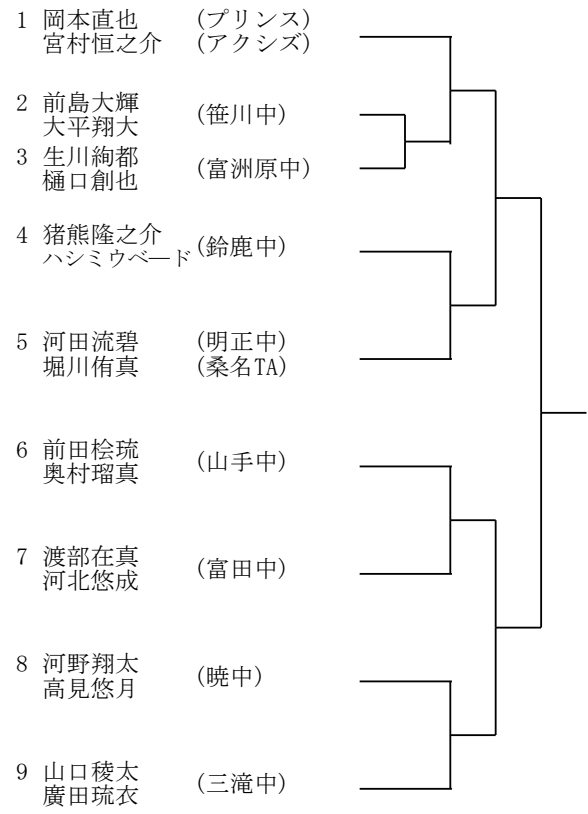 1 岡本直也 (プリンス)
宮村恒之介 (アクシズ)
2 前島大輝
大平翔大 (笹川中)
3 生川絢都
樋口創也 (富洲原中)
4 猪熊隆之介
ハシミウベ―ド (鈴鹿中)
5 河田流碧 (明正中)
堀川侑真 (桑名TA)
6 前田桧琉
奥村瑠真 (山手中)
7 渡部在真
河北悠成 (富田中)
8 河野翔太
高見悠月 (暁中)
9 山口稜太
廣田琉衣 (三滝中)